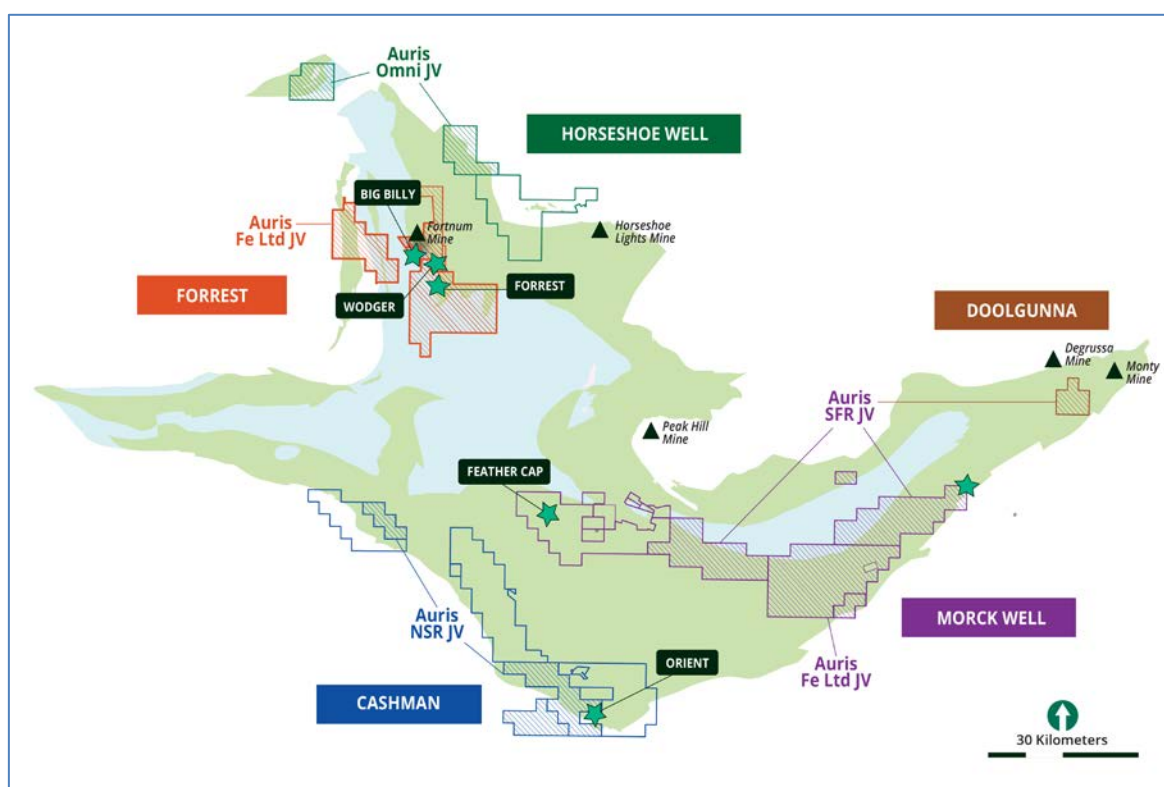 Auris
Omni JV
HORSESHOE WELL
BIG BILLY
Auris
Fe Ltd JV
Fortnum
Mine
Horseshoe
Lights Mine
FORREST
WODGER
FORREST
DOOLGUNNA
Degrussa
Mine
Monty
Mine
Auris
SFR JV
Peak Hill
Mine
FEATHER CAP
Auris
NSR JV
MORCK WELL
ORIENT
Auris
Fe Ltd JV
CASHMAN
30 Kilometers